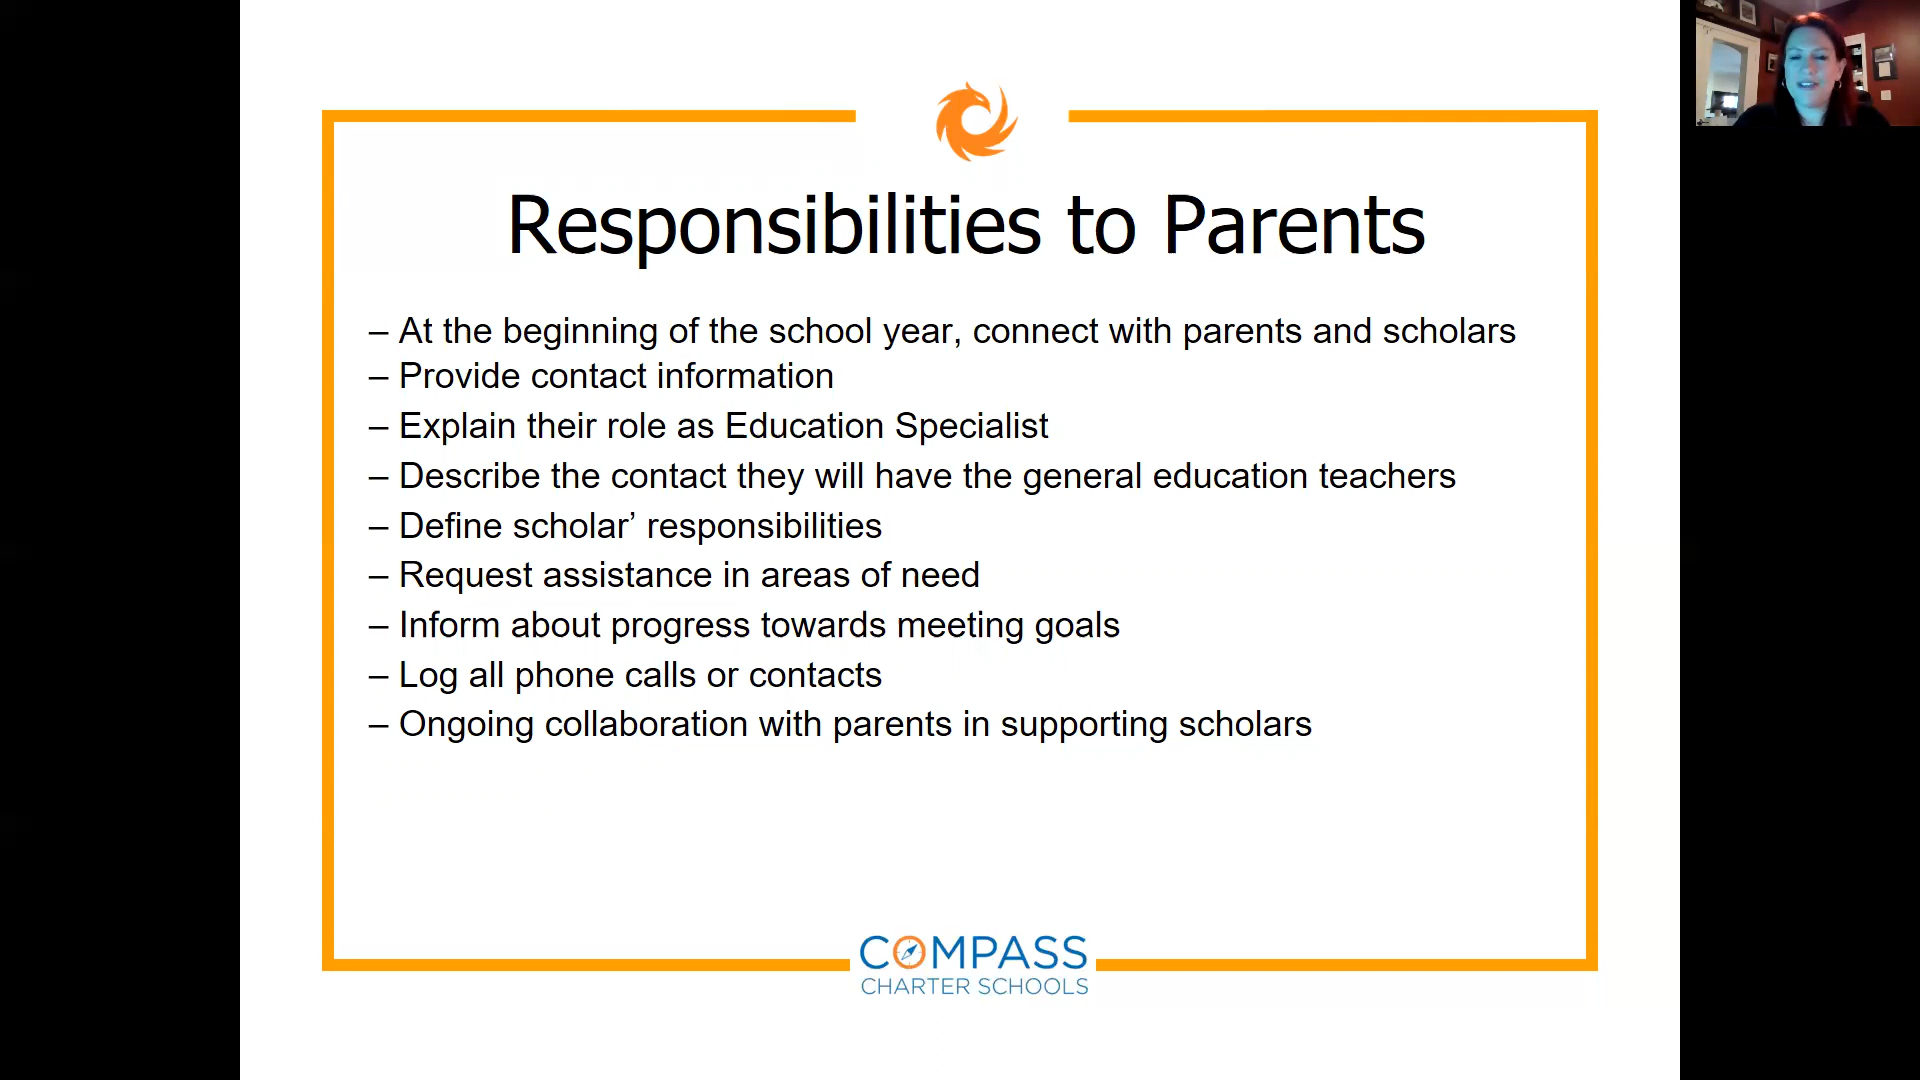 Responsibilities to Parents
– At the beginning of the school year, connect with parents and scholars
– Provide contact information
– Explain their role as Education Specialist
– Describe the contact they will have the general education teachers
– Define scholar’ responsibilities
– Request assistance in areas of need
– Inform about progress towards meeting goals
– Log all phone calls or contacts
– Ongoing collaboration with parents in supporting scholars
COMPASS
CHARTER SCHOOLS